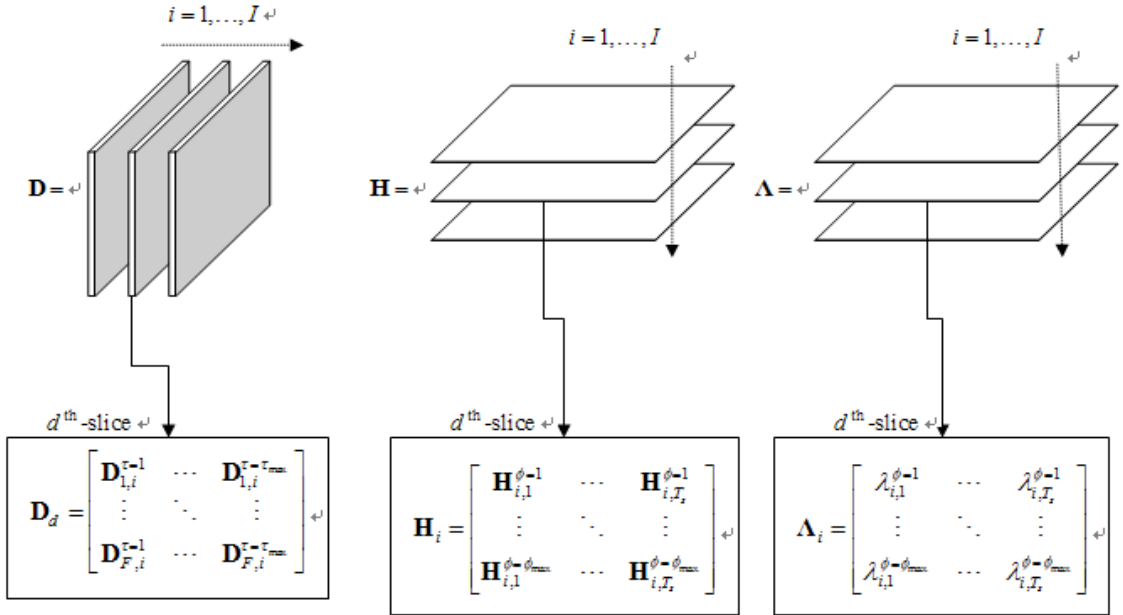 i = 1,…,I ↵
i = 1,…,I ↵
i = 1,…,I ↵
D = ↵
H = ↵
Λ = ↵
d^th -slice ↵
d^th -slice ↵
d^th -slice ↵
D_d = [ D_{1,i}^{τ=1} ⋯ D_{1,i}^{τ=τ_max} ; ⋮ ⋱ ⋮ ; D_{F,i}^{τ=1} ⋯ D_{F,i}^{τ=τ_max} ] ↵
H_i = [ H_{i,1}^{ϕ=1} ⋯ H_{i,T_s}^{ϕ=1} ; ⋮ ⋱ ⋮ ; H_{i,1}^{ϕ=ϕ_max} ⋯ H_{i,T_s}^{ϕ=ϕ_max} ] ↵
Λ_i = [ λ_{i,1}^{ϕ=1} ⋯ λ_{i,T_s}^{ϕ=1} ; ⋮ ⋱ ⋮ ; λ_{i,1}^{ϕ=ϕ_max} ⋯ λ_{i,T_s}^{ϕ=ϕ_max} ] ↵